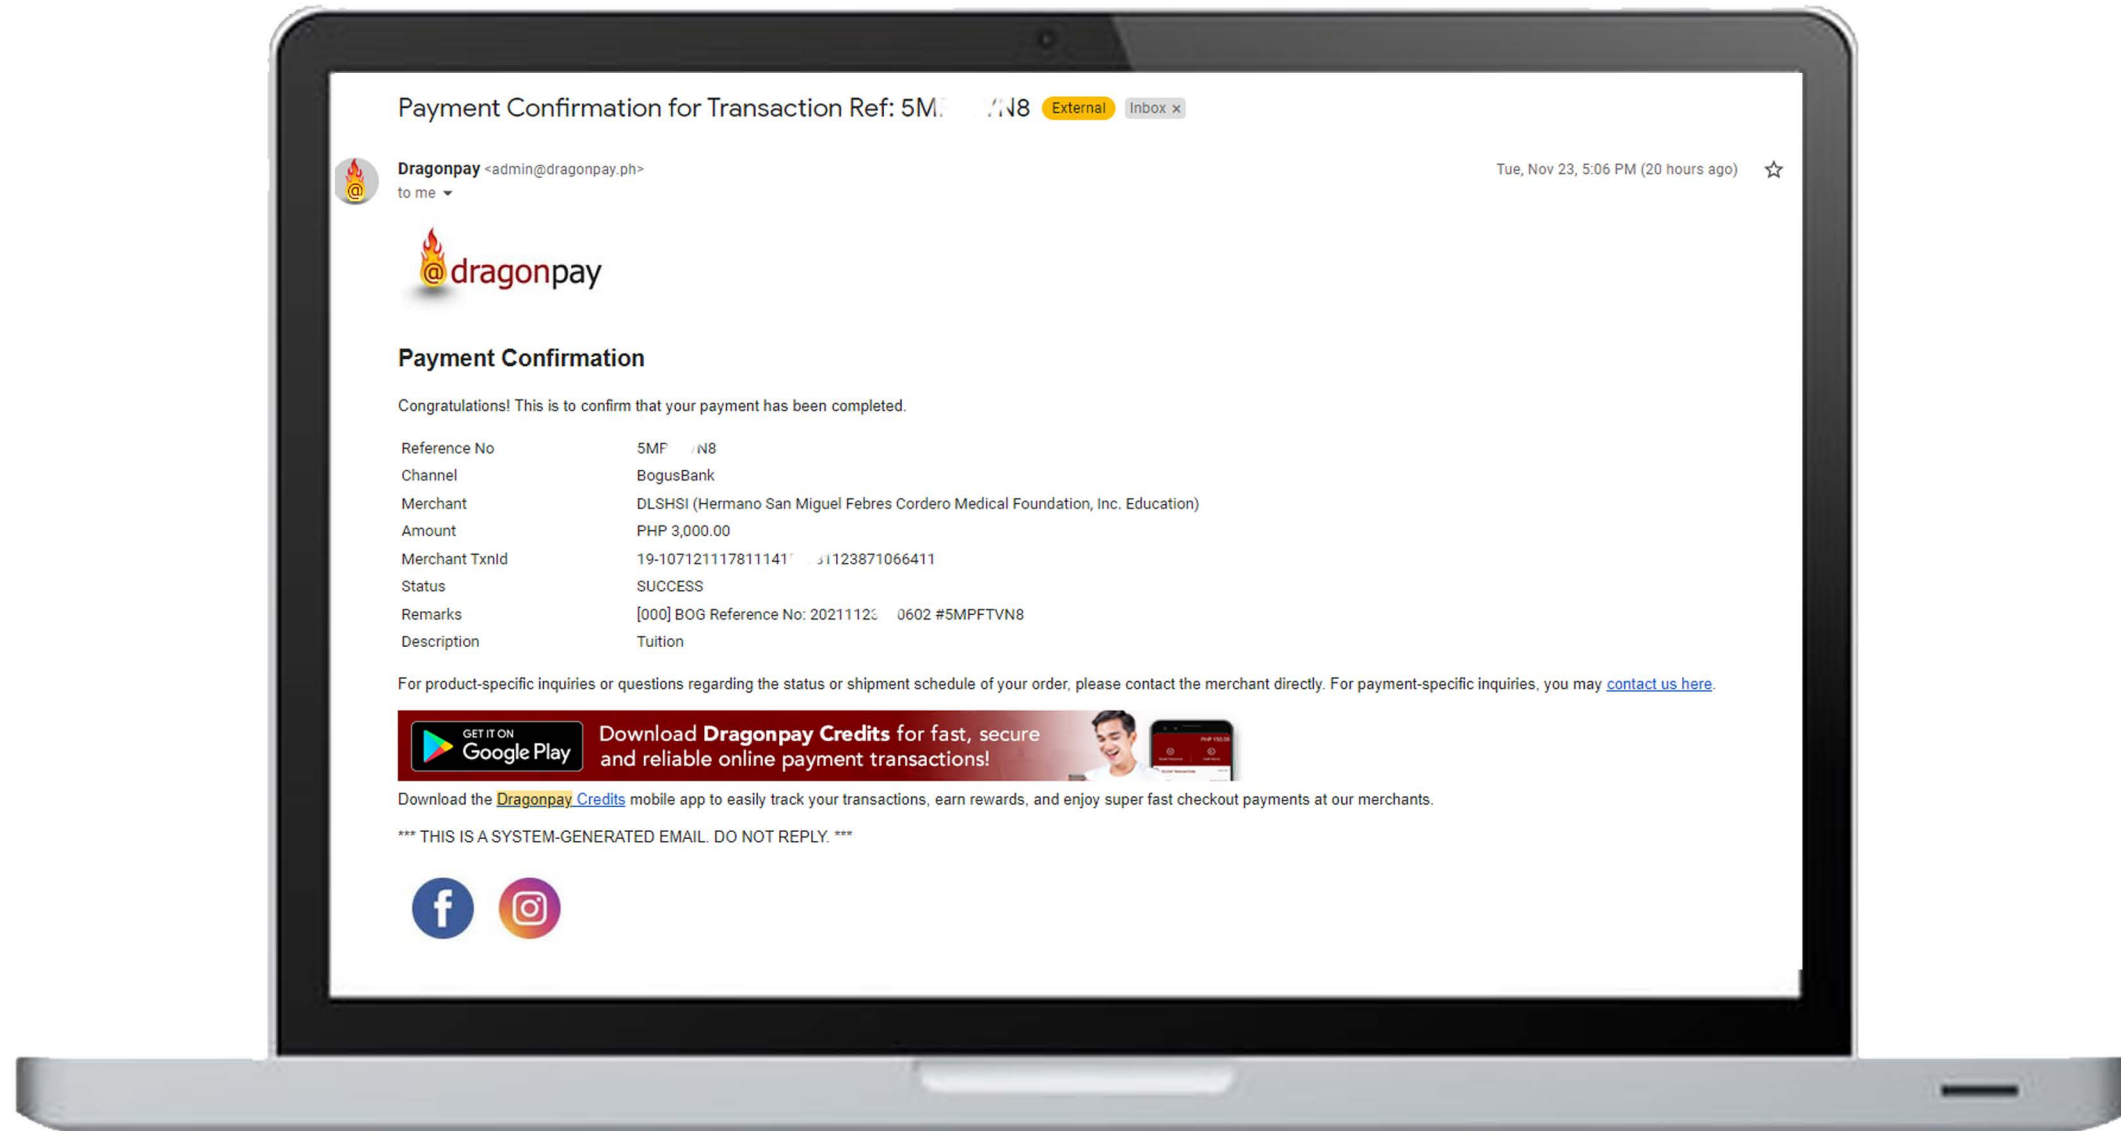 Payment Confirmation for Transaction Ref: 5M N8 External Inbox ×
Dragonpay <admin@dragonpay.ph> Tue, Nov 23, 5:06 PM (20 hours ago)
to me
@dragonpay
Payment Confirmation
Congratulations! This is to confirm that your payment has been completed.
Reference No 5MP N8
Channel BogusBank
Merchant DLSHSI (Hermano San Miguel Febres Cordero Medical Foundation, Inc. Education)
Amount PHP 3,000.00
Merchant TxnId 19-107121117811141 31123871066411
Status SUCCESS
Remarks [000] BOG Reference No: 20211123 0602 #5MPFTVN8
Description Tuition
For product-specific inquiries or questions regarding the status or shipment schedule of your order, please contact the merchant directly. For payment-specific inquiries, you may contact us here.
GET IT ON
Google Play
Download Dragonpay Credits for fast, secure
and reliable online payment transactions!
Download the Dragonpay Credits mobile app to easily track your transactions, earn rewards, and enjoy super fast checkout payments at our merchants.
*** THIS IS A SYSTEM-GENERATED EMAIL. DO NOT REPLY. ***